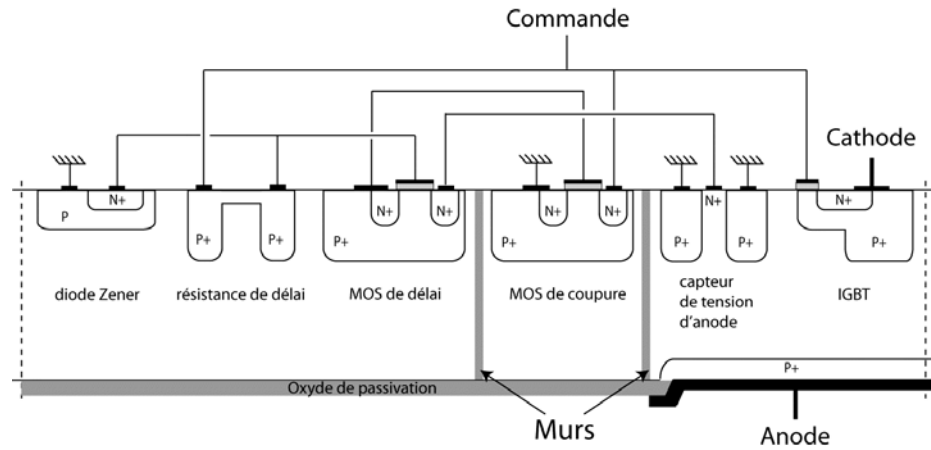 Commande
Cathode
N+
N+
N+
N+
N+
N+
N+
P
P+
P+
P+
P+
P+
P+
P+
diode Zener
résistance de délai
MOS de délai
MOS de coupure
capteur
de tension
d'anode
IGBT
P+
Oxyde de passivation
Murs
Anode